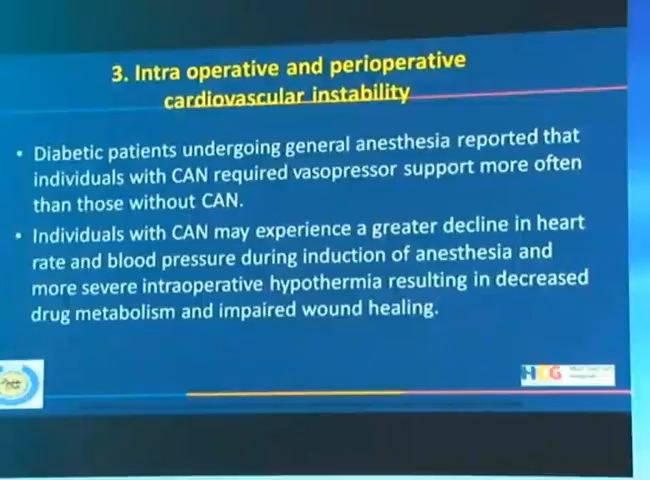 3. Intra operative and perioperative
cardiovascular instability
• Diabetic patients undergoing general anesthesia reported that
individuals with CAN required vasopressor support more often
than those without CAN.
• Individuals with CAN may experience a greater decline in heart
rate and blood pressure during induction of anesthesia and
more severe intraoperative hypothermia resulting in decreased
drug metabolism and impaired wound healing.
HCG